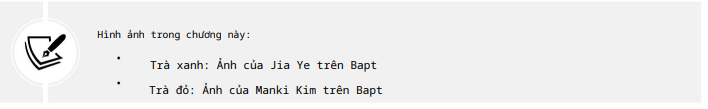 Hình ảnh trong chương này:
• Trà xanh: Ảnh của Jia Ye trên Bapt
• Trà đỏ: Ảnh của Manki Kim trên Bapt